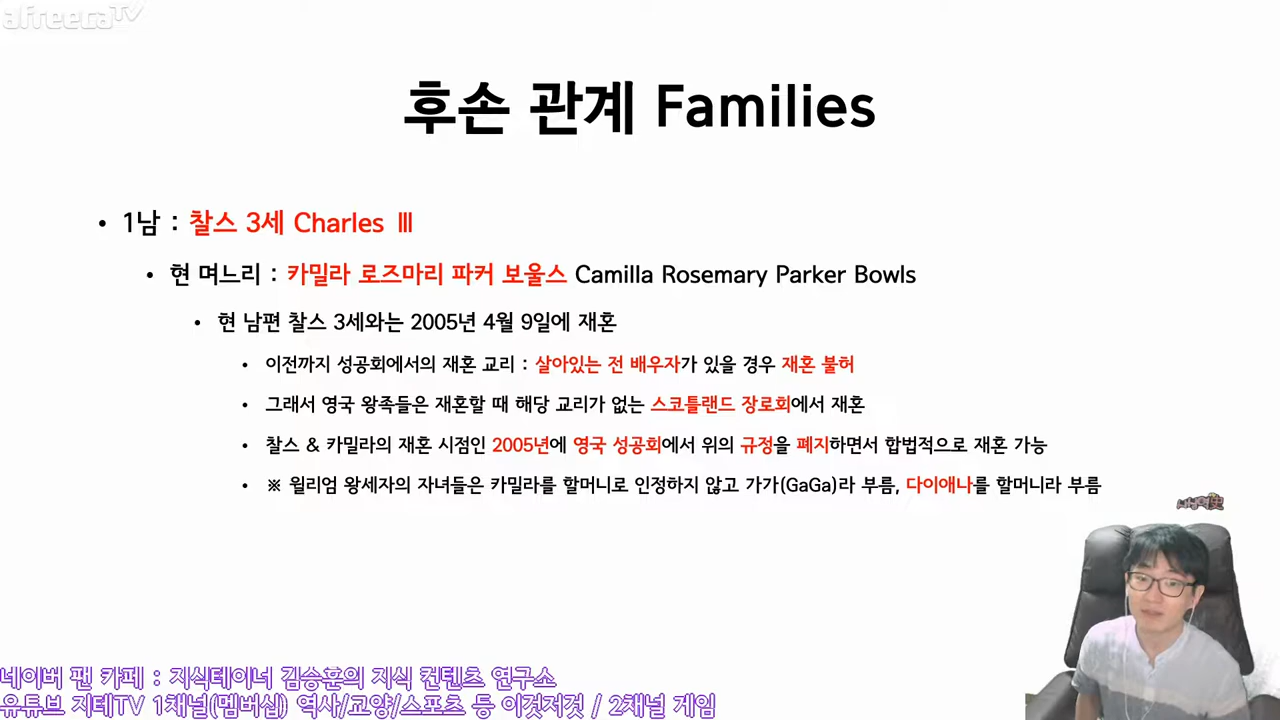 afreecaTV
후손 관계 Families
• 1남 : 찰스 3세 Charles Ⅲ
• 현 며느리 : 카밀라 로즈마리 파커 보울스 Camilla Rosemary Parker Bowls
• 현 남편 찰스 3세와는 2005년 4월 9일에 재혼
• 이전까지 성공회에서의 재혼 교리 : 살아있는 전 배우자가 있을 경우 재혼 불허
• 그래서 영국 왕족들은 재혼할 때 해당 교리가 없는 스코틀랜드 장로회에서 재혼
• 찰스 & 카밀라의 재혼 시점인 2005년에 영국 성공회에서 위의 규정을 폐지하면서 합법적으로 재혼 가능
• ※ 윌리엄 왕세자의 자녀들은 카밀라를 할머니로 인정하지 않고 가가(GaGa)라 부름, 다이애나를 할머니라 부름
네이버 팬 카페 : 지식테이너 김승훈의 지식 컨텐츠 연구소
유튜브 지테TV 1채널(멤버십) 역사/교양/스포츠 등 이것저것 / 2채널 게임